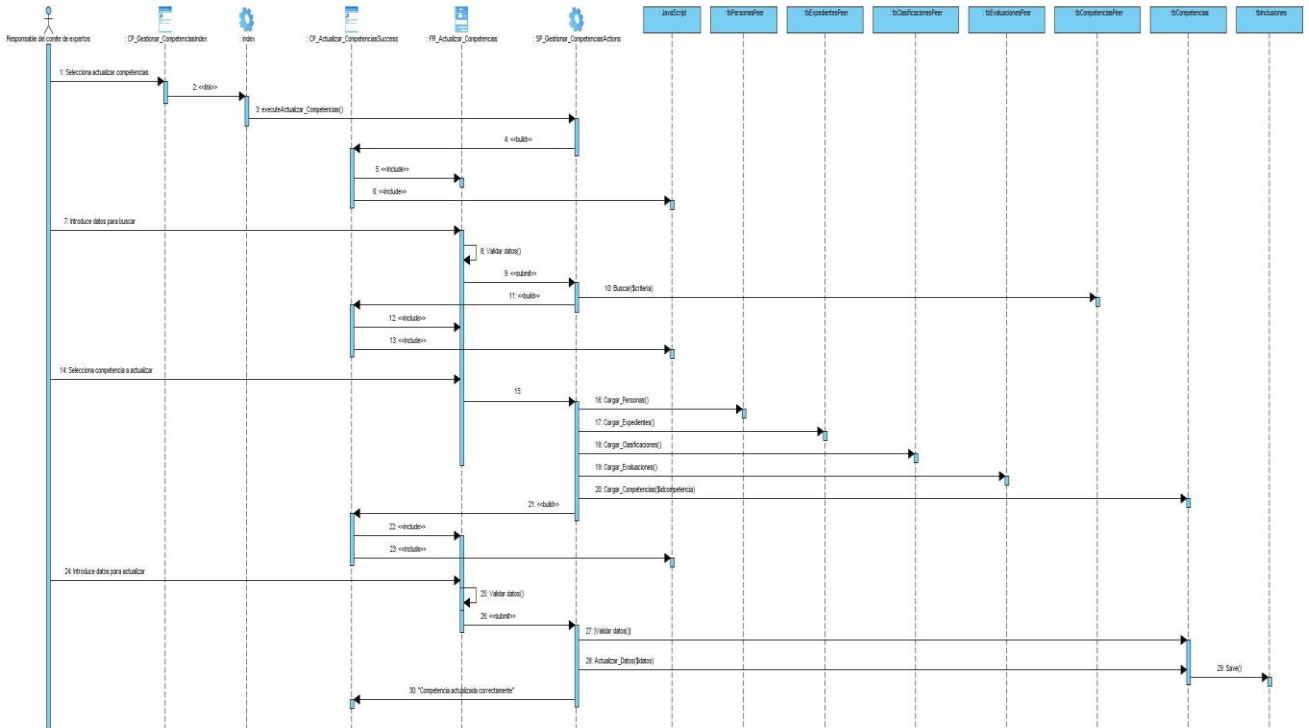 Responsable del comite de expertos
: CP_Gestionar_CompetenciasIndex
: index
: CP_Actualizar_CompetenciasSuccess
: FR_Actualizar_Competencias
: SP_Gestionar_CompetenciasActions
: JavaScript
: tbPersonasPeer
: tbExpedientesPeer
: tbClasificacionesPeer
: tbEvaluacionesPeer
: tbCompetenciasPeer
: tbCompetencias
: tbInclusiones
1: Selecciona actualizar competencias
2: <<link>>
3: executeActualizar_Competencias()
4: <<build>>
5: <<include>>
6: <<include>>
7: Introduce datos para buscar
8: Validar datos()
9: <<submit>>
10: Buscar($criteria)
11: <<build>>
12: <<include>>
13: <<include>>
14: Selecciona competencia a actualizar
15:
16: Cargar_Personas()
17: Cargar_Expedientes()
18: Cargar_Clasificaciones()
19: Cargar_Evaluaciones()
20: Cargar_Competencias($idcompetencia)
21: <<build>>
22: <<include>>
23: <<include>>
24: Introduce datos para actualizar
25: Validar datos()
26: <<submit>>
27: [Validar datos()]
28: Actualizar_Datos($datos)
29: Save()
30: "Competencia actualizada correctamente"